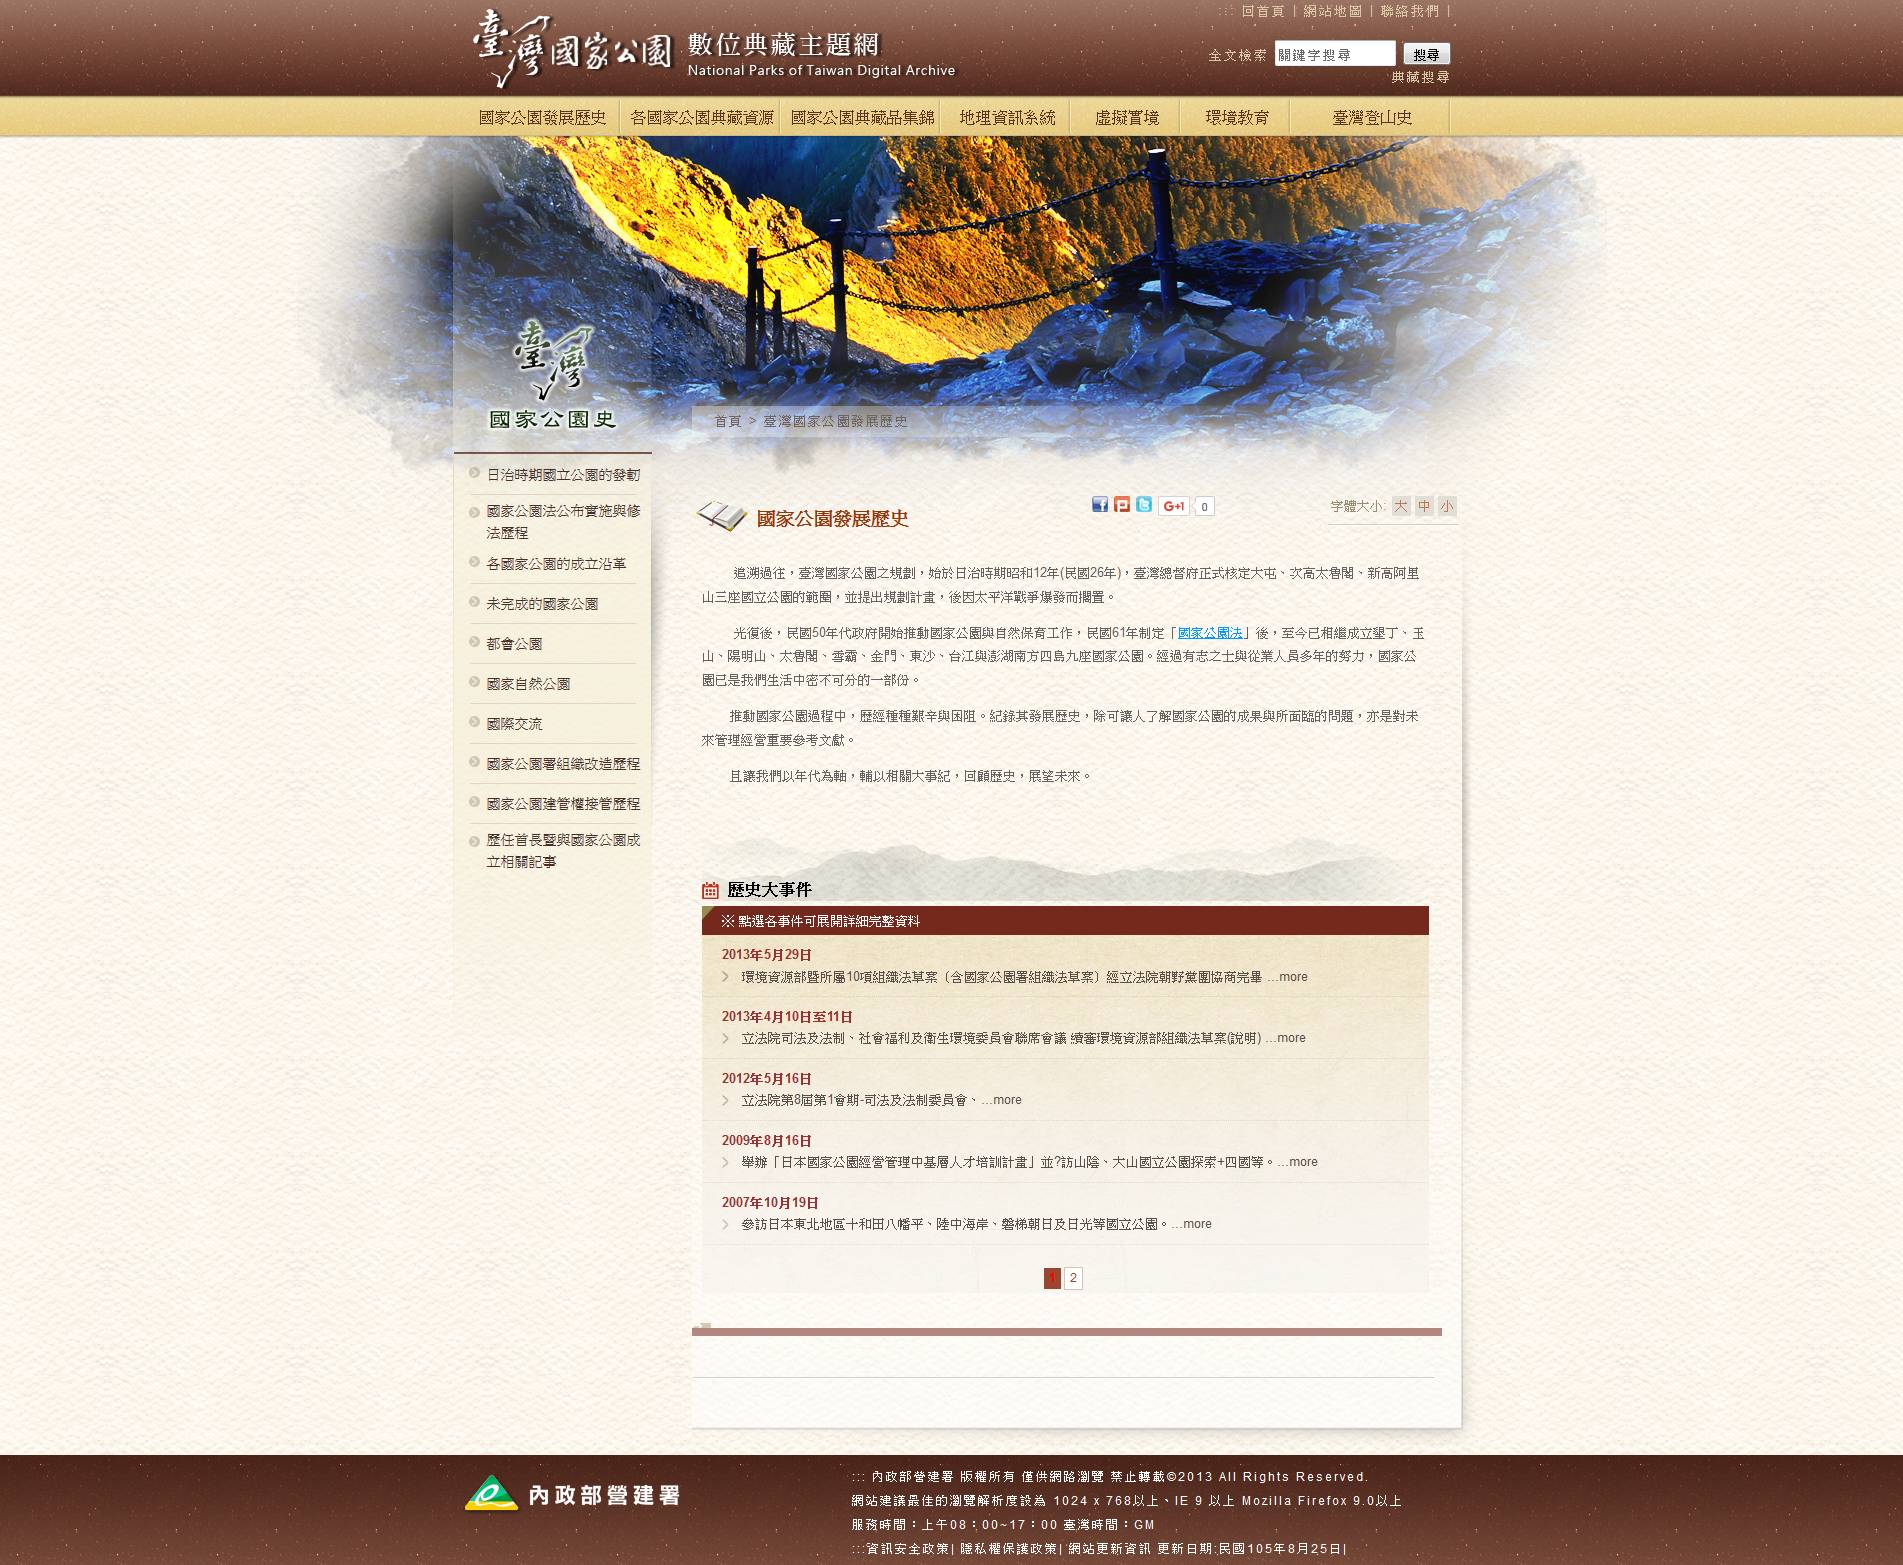 ::: 回首頁 | 網站地圖 | 聯絡我們 |
臺灣國家公園 數位典藏主題網
National Parks of Taiwan Digital Archive
全文檢索 關鍵字搜尋 搜尋
典藏搜尋
國家公園發展歷史 各國家公園典藏資源 國家公園典藏品集錦 地理資訊系統 虛擬實境 環境教育 臺灣登山史
臺灣
國家公園史
首頁 > 臺灣國家公園發展歷史
日治時期國立公園的發軔
國家公園法公布實施與修
法歷程
各國家公園的成立沿革
未完成的國家公園
都會公園
國家自然公園
國際交流
國家公園署組織改造歷程
國家公園建管權接管歷程
歷任首長暨與國家公園成
立相關記事
國家公園發展歷史
G+1 0
字體大小: 大 中 小
追溯過往，臺灣國家公園之規劃，始於日治時期昭和12年(民國26年)，臺灣總督府正式核定大屯、次高太魯閣、新高阿里
山三座國立公園的範圍，並提出規劃計畫，後因太平洋戰爭爆發而擱置。
光復後，民國50年代政府開始推動國家公園與自然保育工作，民國61年制定「國家公園法」後，至今已相繼成立墾丁、玉
山、陽明山、太魯閣、雪霸、金門、東沙、台江與澎湖南方四島九座國家公園。經過有志之士與從業人員多年的努力，國家公
園已是我們生活中密不可分的一部份。
推動國家公園過程中，歷經種種艱辛與困阻。紀錄其發展歷史，除可讓人了解國家公園的成果與所面臨的問題，亦是對未
來管理經營重要參考文獻。
且讓我們以年代為軸，輔以相關大事紀，回顧歷史，展望未來。
歷史大事件
※ 點選各事件可展開詳細完整資料
2013年5月29日
環境資源部暨所屬10項組織法草案〔含國家公園署組織法草案〕經立法院朝野黨團協商完畢 ...more
2013年4月10日至11日
立法院司法及法制、社會福利及衛生環境委員會聯席會議 續審環境資源部組織法草案(說明) ...more
2012年5月16日
立法院第8屆第1會期-司法及法制委員會、...more
2009年8月16日
舉辦「日本國家公園經營管理中基層人才培訓計畫」並?訪山陰、大山國立公園探索+四國等。...more
2007年10月19日
參訪日本東北地區十和田八幡平、陸中海岸、磐梯朝日及日光等國立公園。...more
1 2
內政部營建署
::: 內政部營建署 版權所有 僅供網路瀏覽 禁止轉載©2013 All Rights Reserved.
網站建議最佳的瀏覽解析度設為 1024 x 768以上、IE 9 以上 Mozilla Firefox 9.0以上
服務時間：上午08：00~17：00 臺灣時間：GM
:::資訊安全政策| 隱私權保護政策| 網站更新資訊 更新日期:民國105年8月25日|